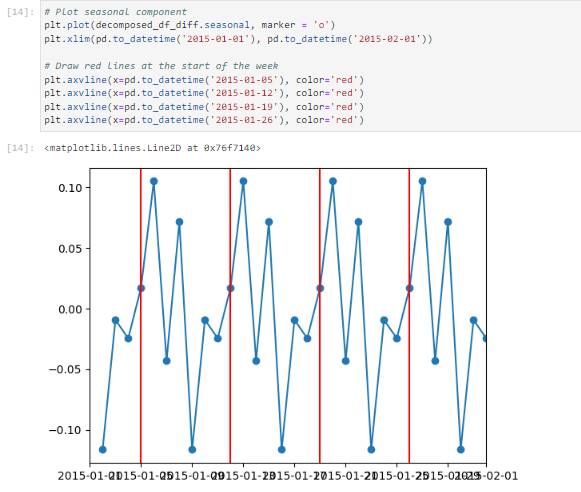 [14]: # Plot seasonal component
plt.plot(decomposed_df_diff.seasonal, marker = 'o')
plt.xlim(pd.to_datetime('2015-01-01'), pd.to_datetime('2015-02-01'))
# Draw red lines at the start of the week
plt.axvline(x=pd.to_datetime('2015-01-05'), color='red')
plt.axvline(x=pd.to_datetime('2015-01-12'), color='red')
plt.axvline(x=pd.to_datetime('2015-01-19'), color='red')
plt.axvline(x=pd.to_datetime('2015-01-26'), color='red')
[14]: <matplotlib.lines.Line2D at 0x76f7140>
0.10
0.05
0.00
−0.05
−0.10
2015-01-01 2015-01-05 2015-01-09 2015-01-13 2015-01-17 2015-01-21 2015-01-25 2015-01-29 2015-02-01